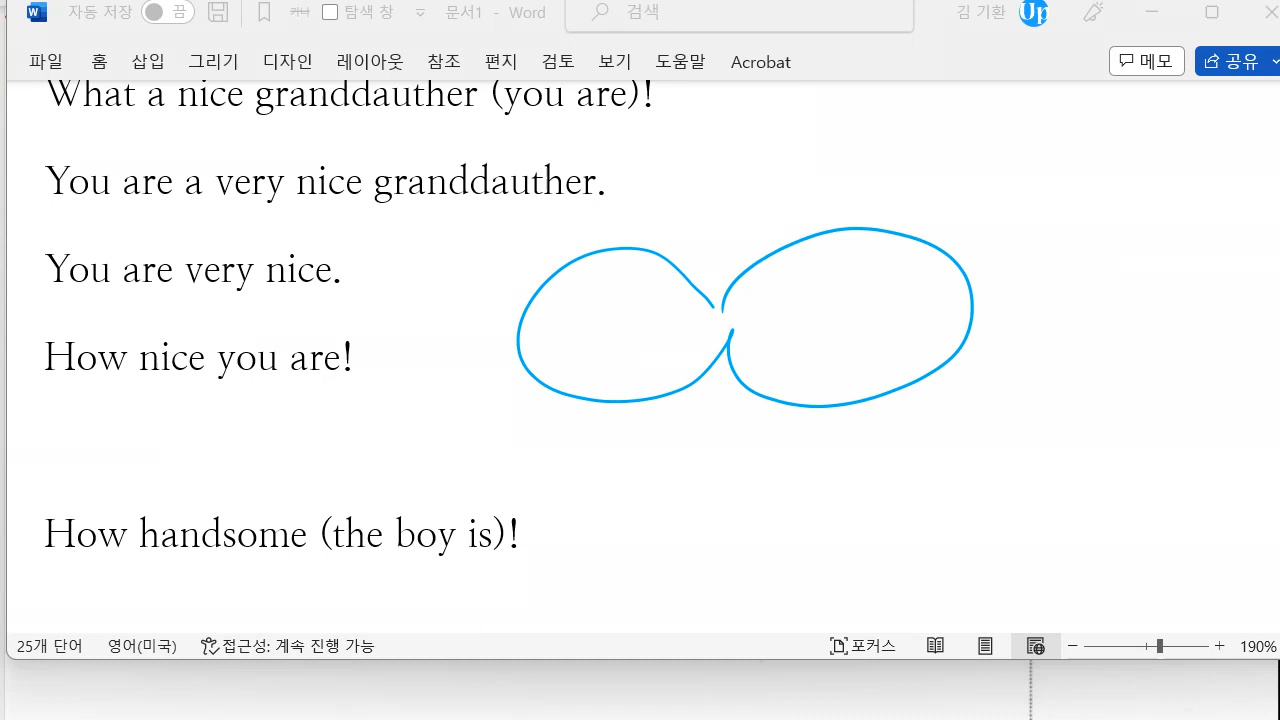 자동 저장 끔 가나 탐색 창 문서1 - Word 검색 김 기환 Up
파일 홈 삽입 그리기 디자인 레이아웃 참조 편지 검토 보기 도움말 Acrobat 메모 공유
What a nice granddauther (you are)!
You are a very nice granddauther.
You are very nice.
How nice you are!
How handsome (the boy is)!
25개 단어 영어(미국) 접근성: 계속 진행 가능 포커스 190%